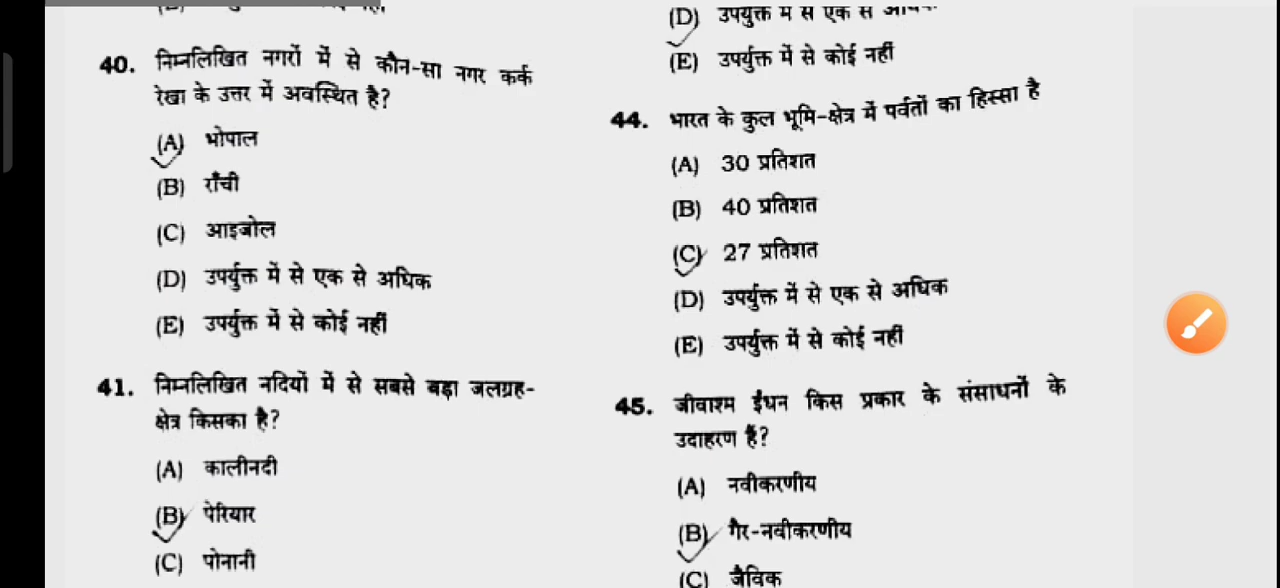 40. निम्नलिखित नगरों में से कौन-सा नगर कर्क
रेखा के उत्तर में अवस्थित है?
(A) भोपाल
(B) राँची
(C) आइजोल
(D) उपर्युक्त में से एक से अधिक
(E) उपर्युक्त में से कोई नहीं
41. निम्नलिखित नदियों में से सबसे बड़ा जलग्रह-
क्षेत्र किसका है?
(A) कालीनदी
(B) पेरियार
(C) पोनानी
(D) उपर्युक्त में से एक से
(E) उपर्युक्त में से कोई नहीं
44. भारत के कुल भूमि-क्षेत्र में पर्वतों का हिस्सा है
(A) 30 प्रतिशत
(B) 40 प्रतिशत
(C) 27 प्रतिशत
(D) उपर्युक्त में से एक से अधिक
(E) उपर्युक्त में से कोई नहीं
45. जीवाश्म ईंधन किस प्रकार के संसाधनों के
उदाहरण हैं?
(A) नवीकरणीय
(B) गैर-नवीकरणीय
(C) जैविक